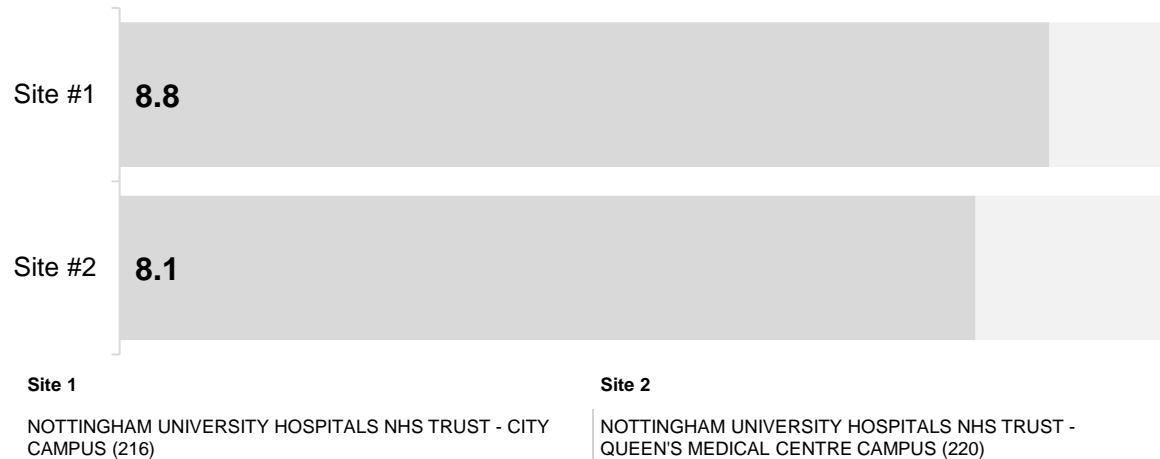 Site #1
8.8
Site #2
8.1
Site 1
NOTTINGHAM UNIVERSITY HOSPITALS NHS TRUST - CITY
CAMPUS (216)
Site 2
NOTTINGHAM UNIVERSITY HOSPITALS NHS TRUST -
QUEEN'S MEDICAL CENTRE CAMPUS (220)